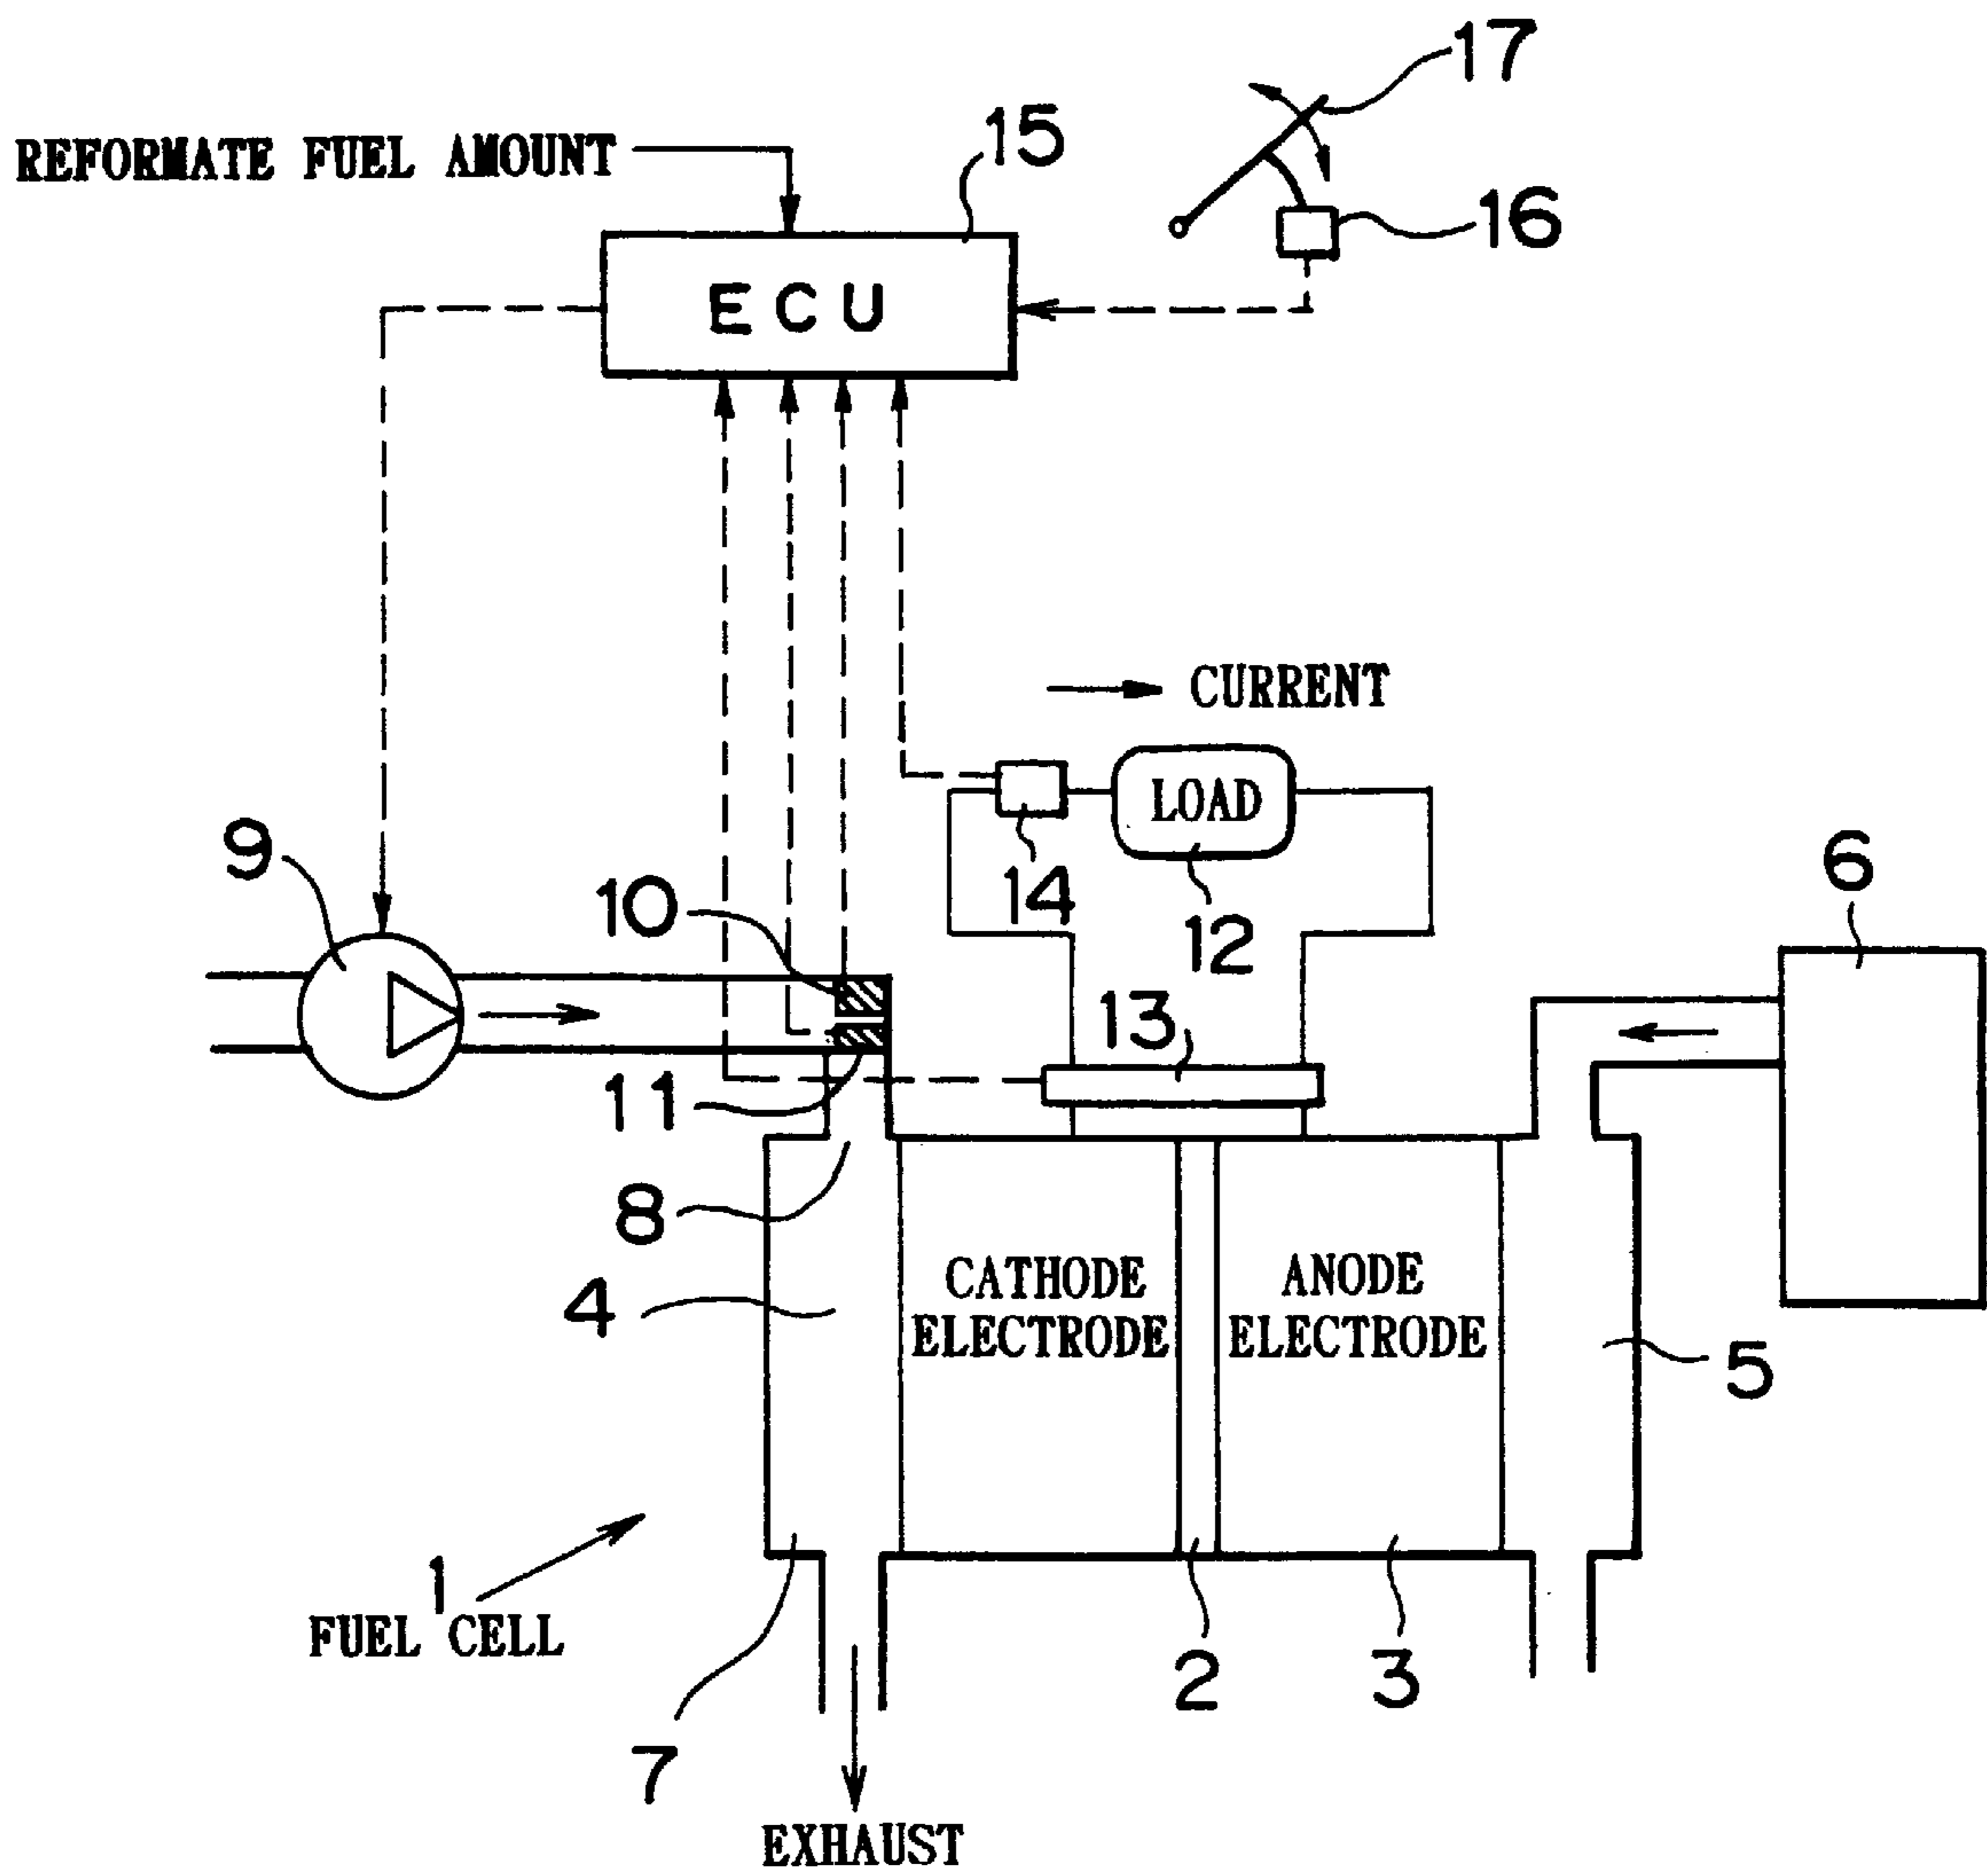 17
REFORMATE FUEL AMOUNT
15
16
ECU
CURRENT
LOAD
9
10
14
12
6
13
11
8
CATHODE
ELECTRODE
ANODE
ELECTRODE
4
5
1
FUEL CELL
2
3
7
EXHAUST